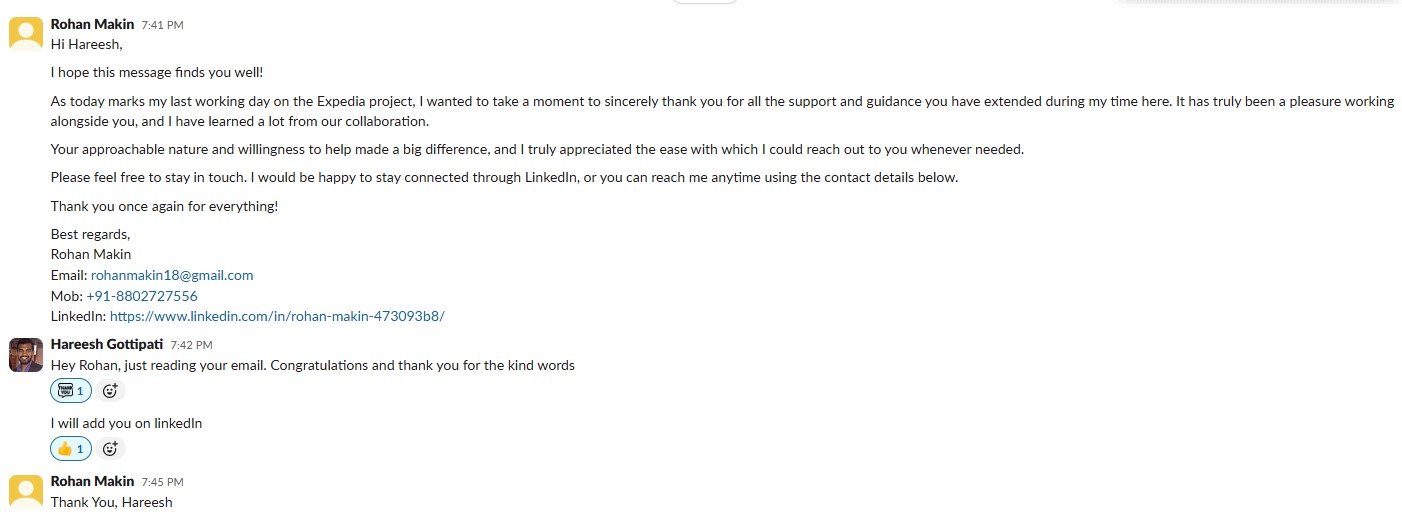 Rohan Makin 7:41 PM
Hi Hareesh,
I hope this message finds you well!
As today marks my last working day on the Expedia project, I wanted to take a moment to sincerely thank you for all the support and guidance you have extended during my time here. It has truly been a pleasure working
alongside you, and I have learned a lot from our collaboration.
Your approachable nature and willingness to help made a big difference, and I truly appreciated the ease with which I could reach out to you whenever needed.
Please feel free to stay in touch. I would be happy to stay connected through LinkedIn, or you can reach me anytime using the contact details below.
Thank you once again for everything!
Best regards,
Rohan Makin
Email: rohanmakin18@gmail.com
Mob: +91-8802727556
LinkedIn: https://www.linkedin.com/in/rohan-makin-473093b8/
Hareesh Gottipati 7:42 PM
Hey Rohan, just reading your email. Congratulations and thank you for the kind words
THANK YOU 1
I will add you on linkedIn
1
Rohan Makin 7:45 PM
Thank You, Hareesh